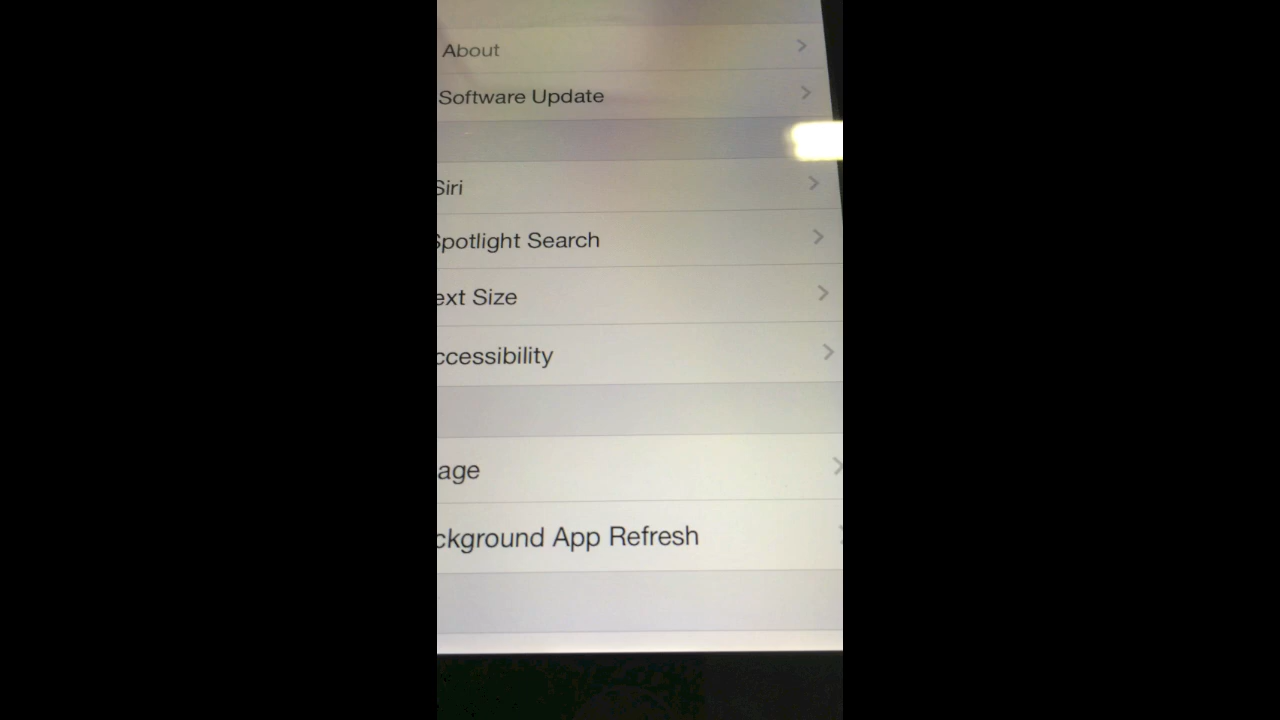 About
Software Update
Siri
Spotlight Search
ext Size
ccessibility
age
ckground App Refresh